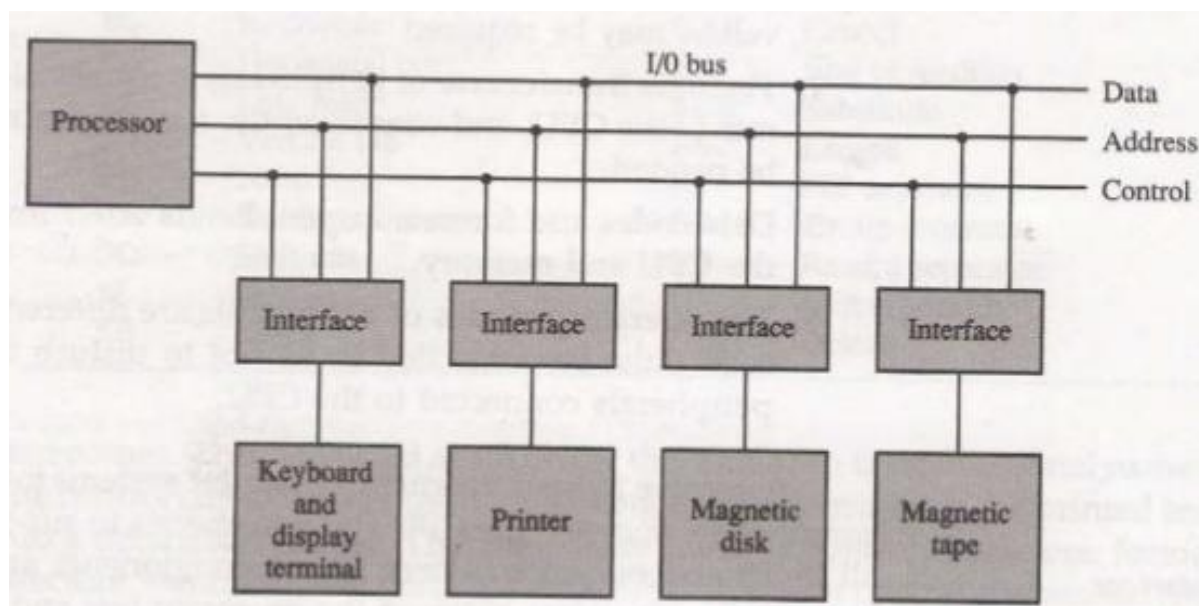 I/0 bus
Data
Processor
Address
Control
Interface
Interface
Interface
Interface
Keyboard
and
display
terminal
Printer
Magnetic
disk
Magnetic
tape